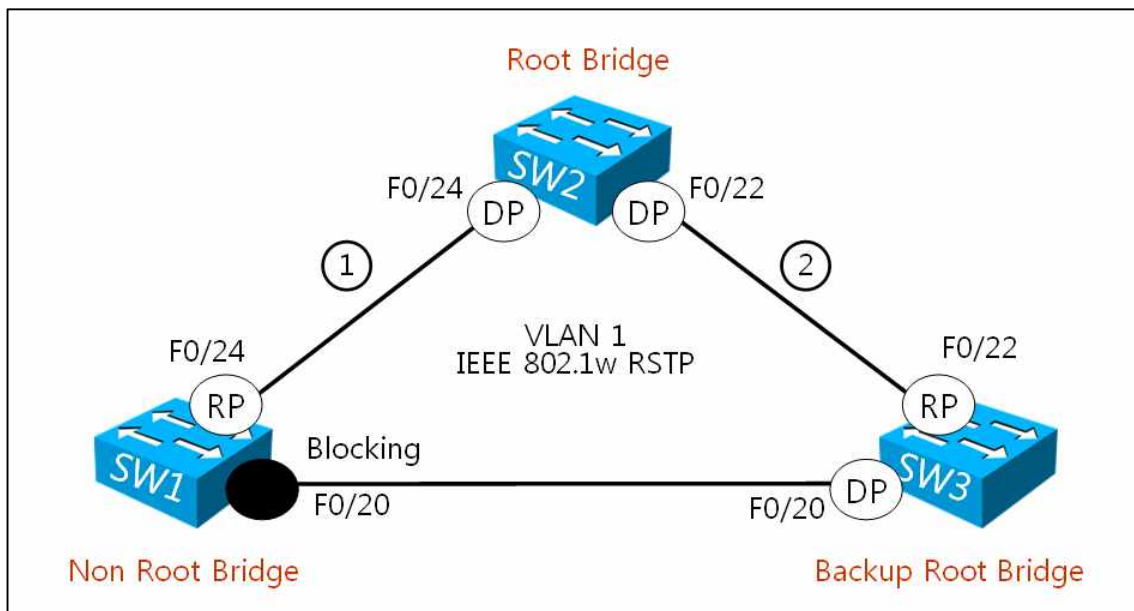 Root Bridge
SW2
F0/24
DP
DP
F0/22
1
2
VLAN 1
IEEE 802.1w RSTP
F0/24
RP
F0/22
RP
SW1
Blocking
F0/20
F0/20
DP
SW3
Non Root Bridge
Backup Root Bridge